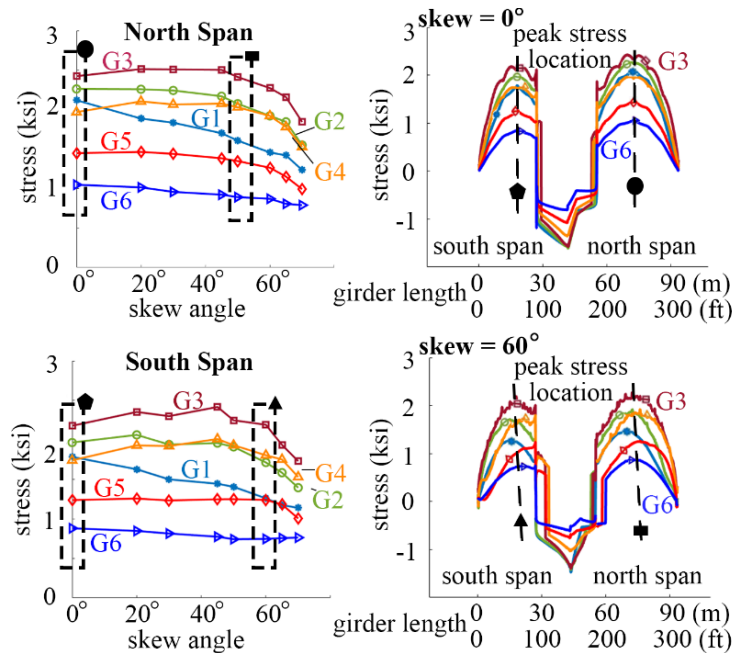 North Span
3
2
1
0
stress (ksi)
G3
G2
G1
G4
G5
G6
0° 20° 40° 60°
skew angle
skew = 0°
peak stress
location
G3
G6
3
2
1
0
-1
stress (ksi)
south span
north span
0 30 60 90 (m)
0 100 200 300 (ft)
girder length
South Span
3
2
1
0
stress (ksi)
G3
G4
G1
G2
G5
G6
0° 20° 40° 60°
skew angle
skew = 60°
peak stress
location
G3
G6
3
2
1
0
-1
stress (ksi)
south span
north span
0 30 60 90 (m)
0 100 200 300 (ft)
girder length